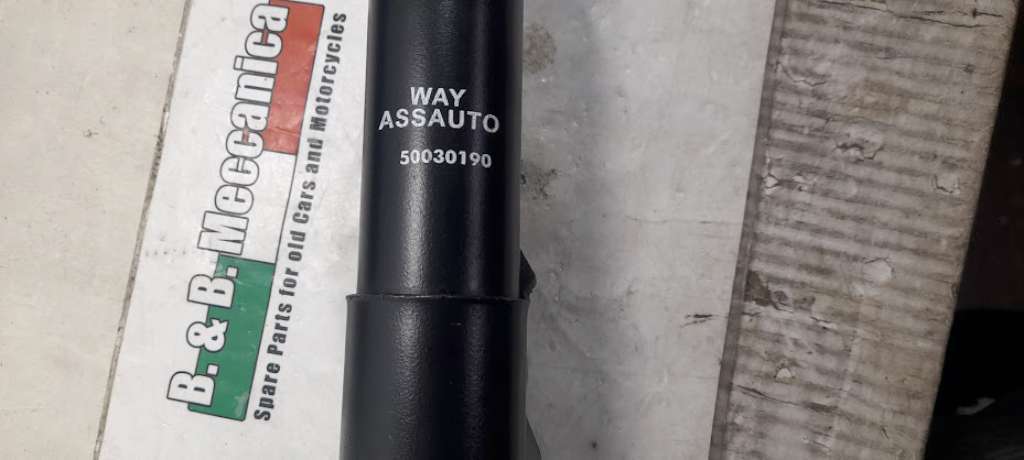 B. & B. Meccanica
Spare Parts for old Cars and Motorcycles
WAY
ASSAUTO
50030190